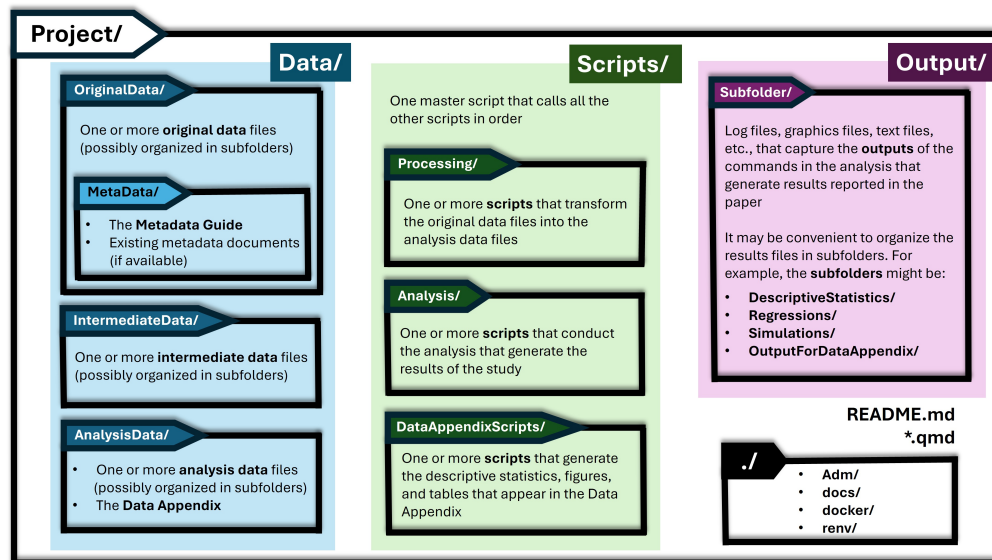 Project/
Data/
OriginalData/
One or more original data files
(possibly organized in subfolders)
MetaData/
• The Metadata Guide
• Existing metadata documents
(if available)
IntermediateData/
One or more intermediate data files
(possibly organized in subfolders)
AnalysisData/
• One or more analysis data files
(possibly organized in subfolders)
• The Data Appendix
Scripts/
One master script that calls all the
other scripts in order
Processing/
One or more scripts that transform
the original data files into the
analysis data files
Analysis/
One or more scripts that conduct
the analysis that generate the
results of the study
DataAppendixScripts/
One or more scripts that generate
the descriptive statistics, figures,
and tables that appear in the Data
Appendix
Output/
Subfolder/
Log files, graphics files, text files,
etc., that capture the outputs of the
commands in the analysis that
generate results reported in the
paper
It may be convenient to organize the
results files in subfolders. For
example, the subfolders might be:
• DescriptiveStatistics/
• Regressions/
• Simulations/
• OutputForDataAppendix/
README.md
*.qmd
./
• Adm/
• docs/
• docker/
• renv/